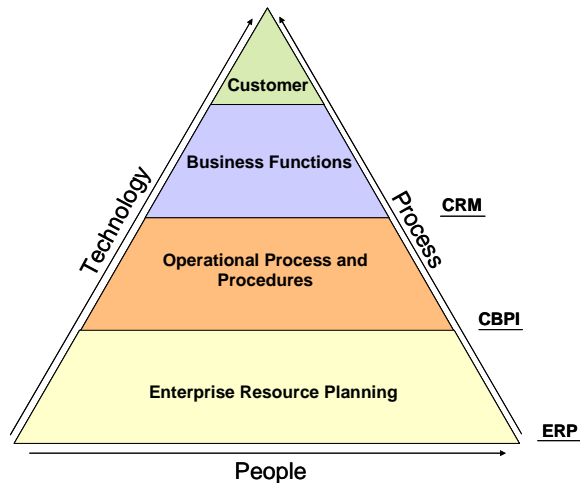 Customer
Business Functions
Technology
Process
CRM
Operational Process and
Procedures
CBPI
Enterprise Resource Planning
ERP
People